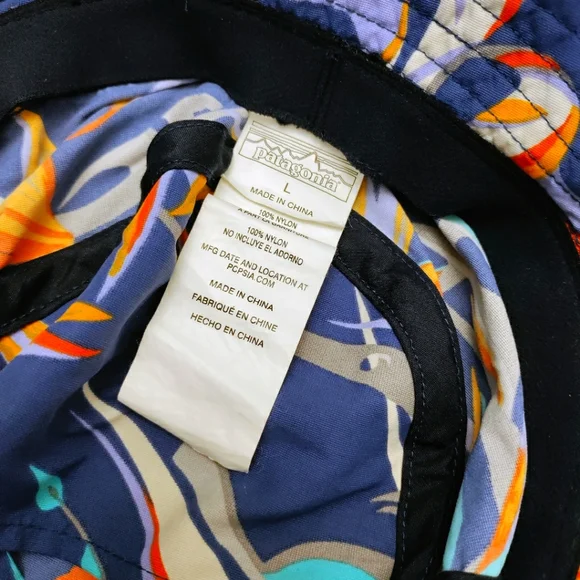 patagonia
L
MADE IN CHINA
100% NYLON
100% NYLON
NO INCLUYE EL ADORNO
MFG DATE AND LOCATION AT
PCPSIA.COM
MADE IN CHINA
FABRIQUÉ EN CHINE
HECHO EN CHINA